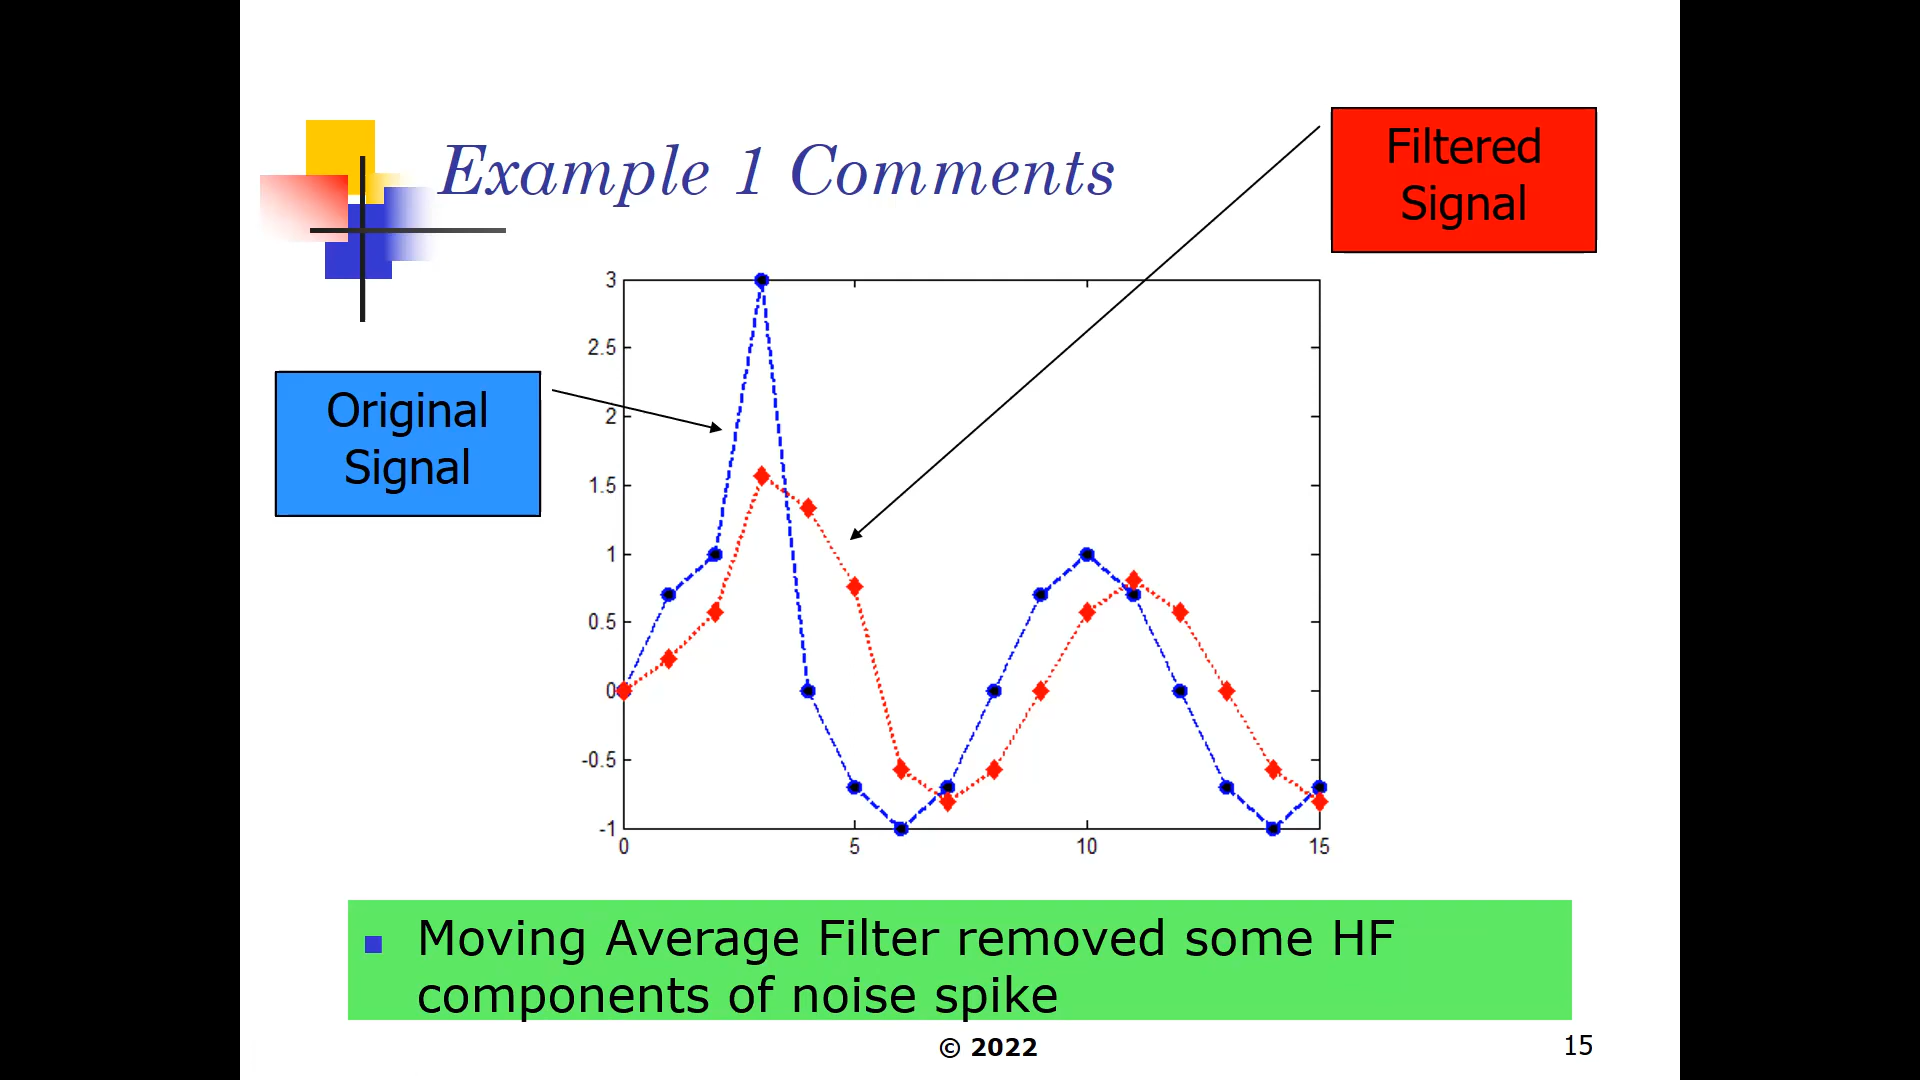 Example 1 Comments
Filtered
Signal
Original
Signal
3
2.5
2
1.5
1
0.5
0
-0.5
-1
0 5 10 15
Moving Average Filter removed some HF
components of noise spike
© 2022
15